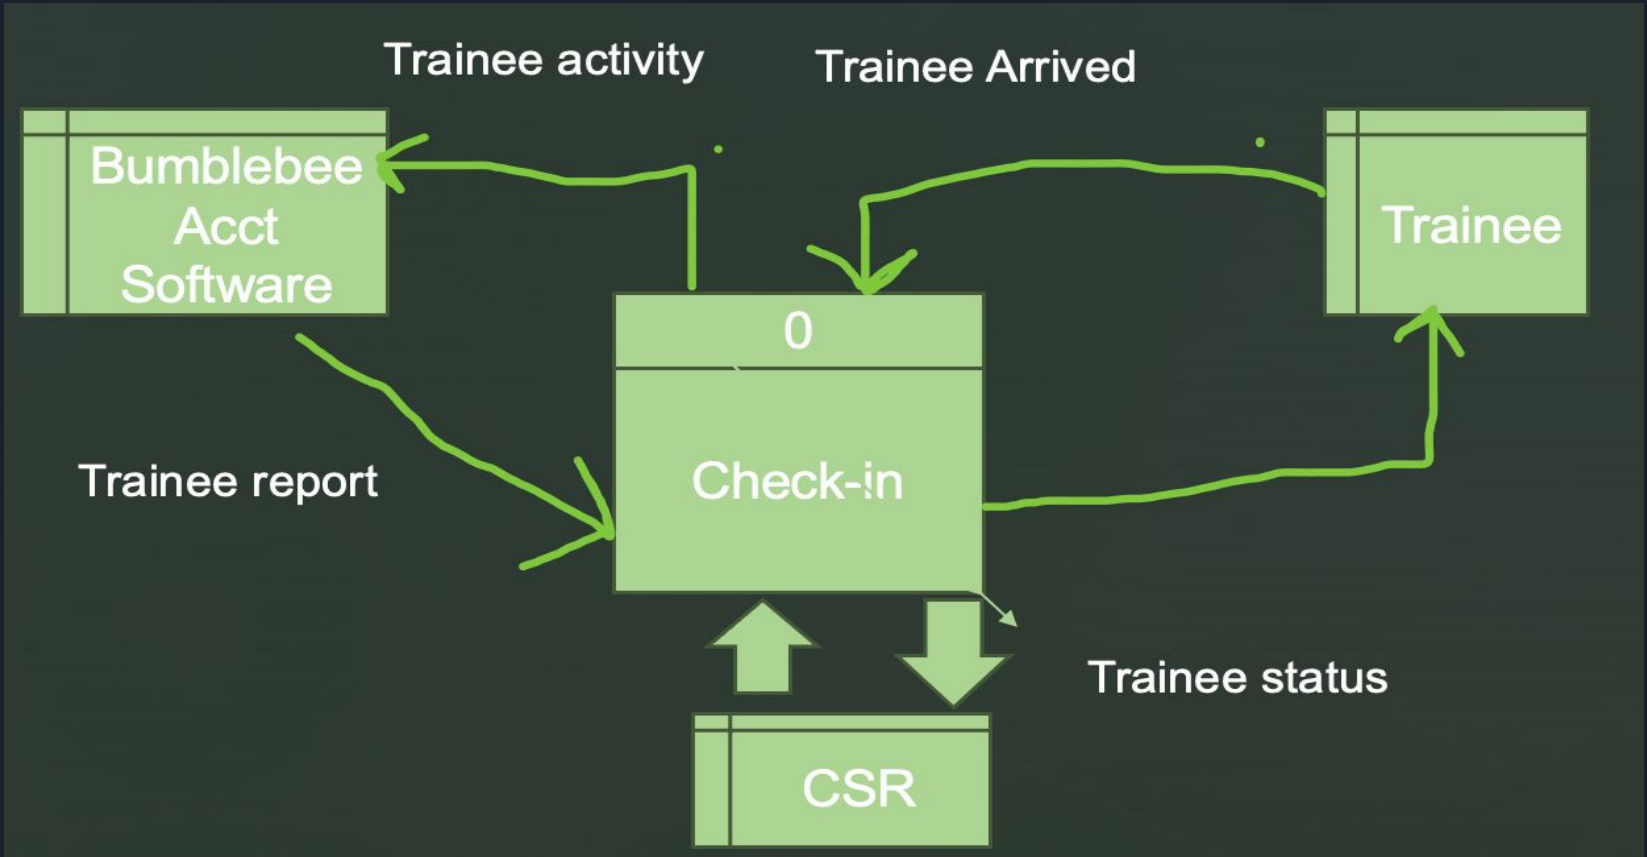 Trainee activity
Trainee Arrived
Bumblebee
Acct
Software
Trainee
0
Check-in
Trainee report
Trainee status
CSR